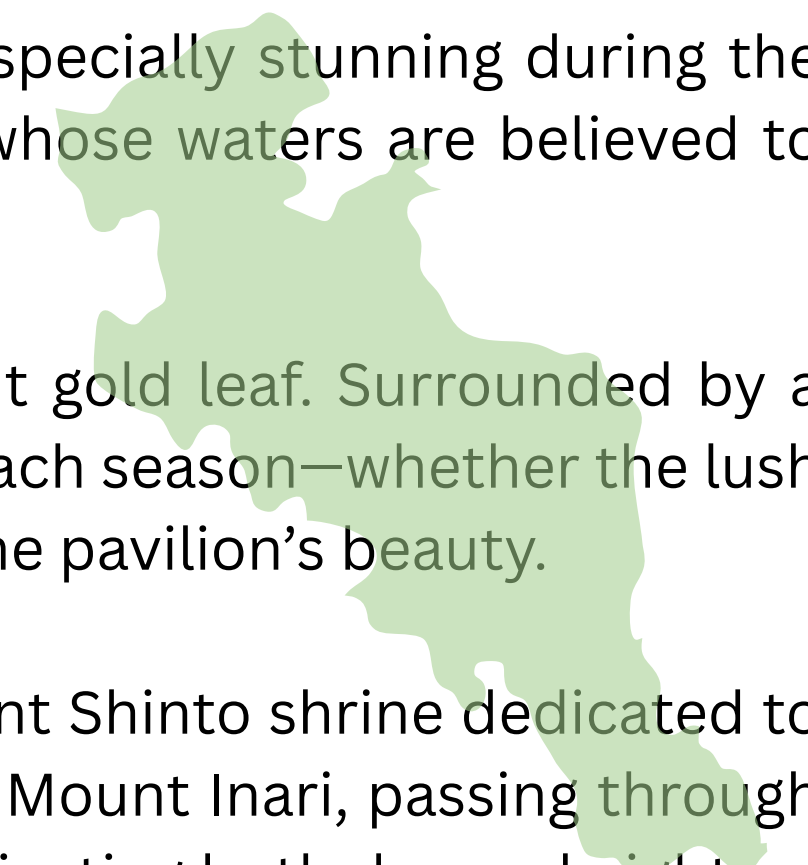 specially stunning during the
whose waters are believed to
t gold leaf. Surrounded by a
ach season—whether the lush
he pavilion’s beauty.
nt Shinto shrine dedicated to
Mount Inari, passing through